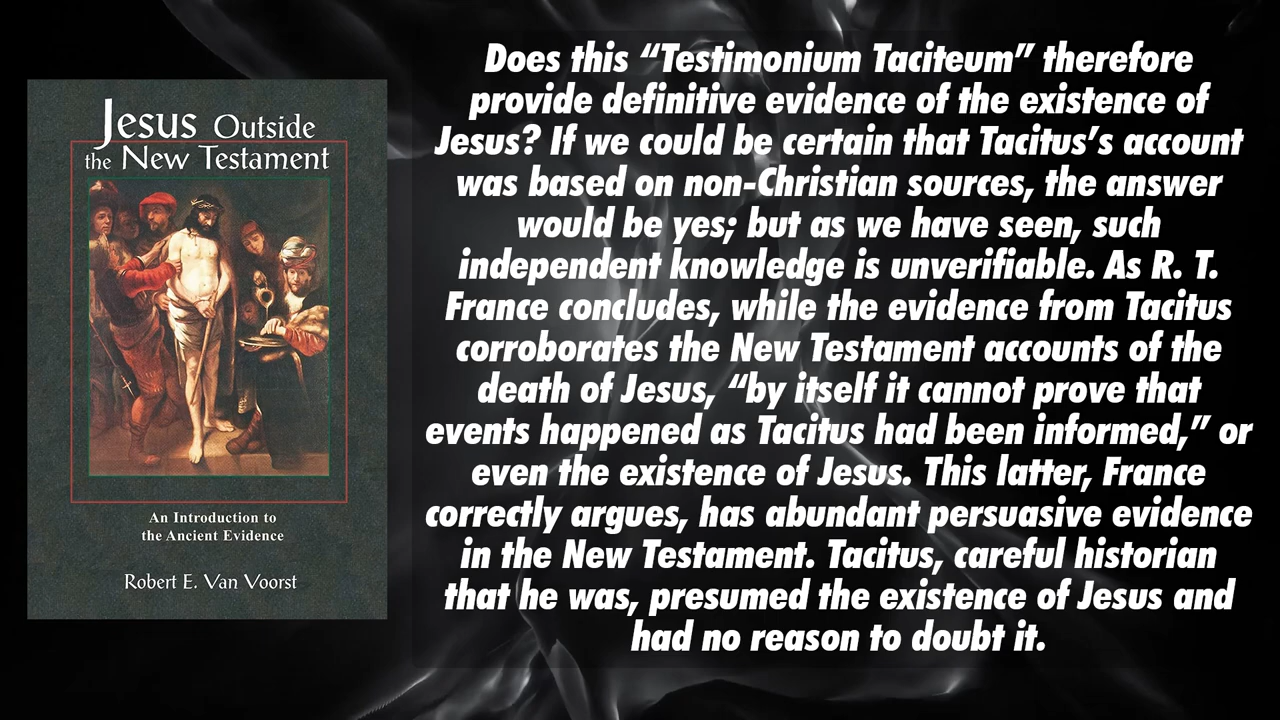 Jesus Outside
the New Testament
An Introduction to
the Ancient Evidence
Robert E. Van Voorst
Does this “Testimonium Taciteum” therefore
provide definitive evidence of the existence of
Jesus? If we could be certain that Tacitus’s account
was based on non-Christian sources, the answer
would be yes; but as we have seen, such
independent knowledge is unverifiable. As R. T.
France concludes, while the evidence from Tacitus
corroborates the New Testament accounts of the
death of Jesus, “by itself it cannot prove that
events happened as Tacitus had been informed,” or
even the existence of Jesus. This latter, France
correctly argues, has abundant persuasive evidence
in the New Testament. Tacitus, careful historian
that he was, presumed the existence of Jesus and
had no reason to doubt it.